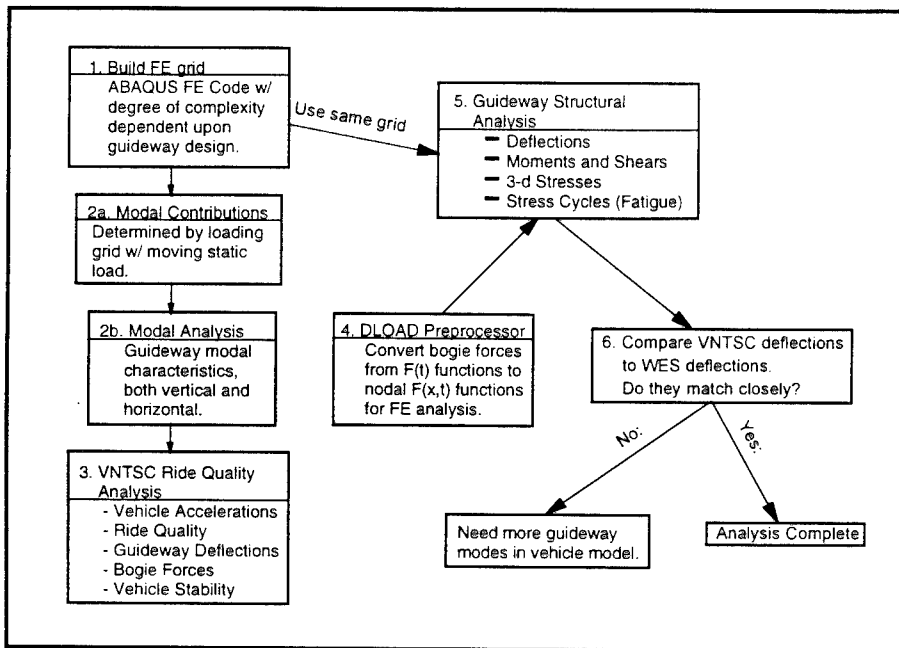 1. Build FE grid
ABAQUS FE Code w/
degree of complexity
dependent upon
guideway design.
Use same grid
2a. Modal Contributions
Determined by loading
grid w/ moving static
load.
2b. Modal Analysis
Guideway modal
characteristics,
both vertical and
horizontal.
3. VNTSC Ride Quality
Analysis
- Vehicle Accelerations
- Ride Quality
- Guideway Deflections
- Bogie Forces
- Vehicle Stability
4. DLOAD Preprocessor
Convert bogie forces
from F(t) functions to
nodal F(x,t) functions
for FE analysis.
5. Guideway Structural
Analysis
- Deflections
- Moments and Shears
- 3-d Stresses
- Stress Cycles (Fatigue)
6. Compare VNTSC deflections
to WES deflections.
Do they match closely?
No:
Yes:
Need more guideway
modes in vehicle model.
Analysis Complete